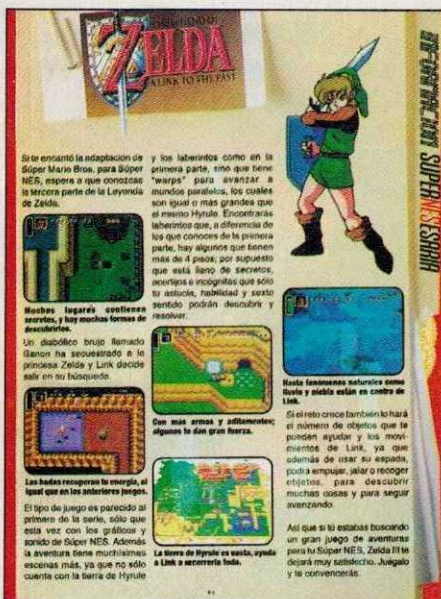 THE LEGEND OF
ZELDA
A LINK TO THE PAST
Si te encantó la adaptación de
Súper Mario Bros, para Súper
NES, espera a que conozcas
la tercera parte de la Leyenda
de Zelda.
Muchos lugares contienen
secretos, y hay muchas formas de
descubrirlos.
Un diabólico brujo llamado
Ganon ha secuestrado a la
princesa Zelda y Link decide
salir en su búsqueda.
Las hadas recuperan tu energía, al
igual que en los anteriores juegos.
El tipo de juego es parecido al
primero de la serie, sólo que
esta vez con los gráficos y
sonido de Súper NES. Además
la aventura tiene muchísimas
escenas más, ya que no sólo
cuenta con la tierra de Hyrule
y los laberintos como en la
primera parte, sino que tiene
"warps" para avanzar a
mundos paralelos, los cuales
son igual o más grandes que
el mismo Hyrule. Encontrarás
laberintos que, a diferencia de
los que conoces de la primera
parte, hay algunos que tienen
más de 4 pisos; por supuesto
que está lleno de secretos,
acertijos e incógnitas que sólo
tu astucia, habilidad y sexto
sentido podrán descubrir y
resolver.
Con más armas y aditamentos;
algunos te dan gran fuerza.
La tierra de Hyrule es vasta, ayuda
a Link a recorrerla toda.
Hasta fenómenos naturales como
lluvia y niebla están en contra de
Link.
Si el reto crece también lo hará
el número de objetos que te
pueden ayudar y los movi-
mientos de Link, ya que
además de usar su espada,
podrá empujar, jalar o recoger
objetos, para descubrir
muchas cosas y para seguir
avanzando.
Así que si tú estabas buscando
un gran juego de aventuras
para tu Súper NES, Zelda III te
dejará muy satisfecho. Juégalo
y te convencerás.
SUPER NES